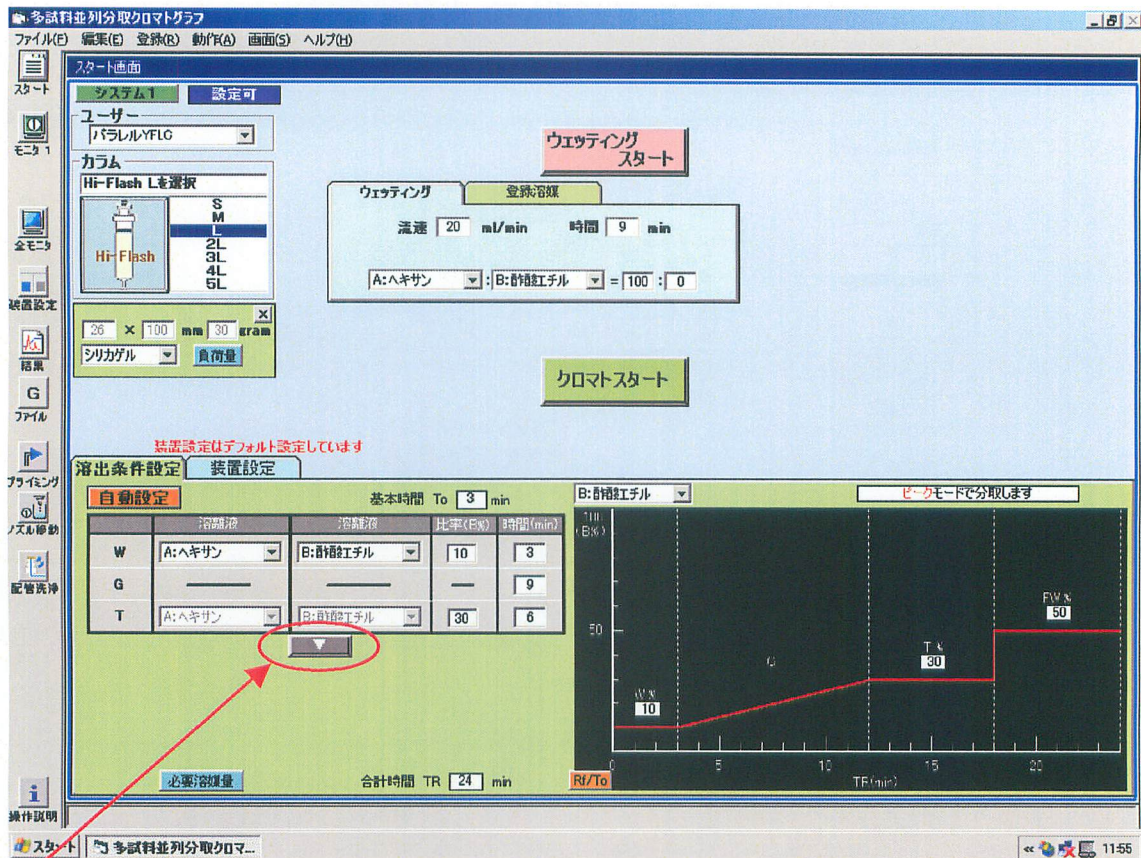 多試料並列分取クロマトグラフ
ファイル(F) 編集(E) 登録(R) 動作(A) 画面(S) ヘルプ(H)
スタート
モニタ 1
全モニタ
装置設定
結果
G
ファイル
プライミング
ノズル移動
配管洗浄
操作説明
スタート画面
システム1 設定可
ユーザー
パラレルYFLC
カラム
Hi-Flash Lを選択
Hi-Flash
S
M
L
2L
3L
4L
5L
26 × 100 mm 30 gram
シリカゲル 負荷量
ウェッティング
スタート
ウェッティング 登録溶媒
流速 20 ml/min 時間 9 min
A:ヘキサン : B:酢酸エチル = 100 : 0
クロマトスタート
装置設定はデフォルト設定しています
溶出条件設定 装置設定
自動設定 基本時間 To 3 min
溶離液 溶離液 比率(B%) 時間(min)
W A:ヘキサン B:酢酸エチル 10 3
G 9
T A:ヘキサン B:酢酸エチル 30 6
▼
必要溶媒量 合計時間 TR 24 min
B:酢酸エチル ピークモードで分取します
100
(B%)
50
W %
10
G
T %
30
FW %
50
0 5 10 15 20
TR(min)
Rf/To
スタート 多試料並列分取クロマ... « 11:55